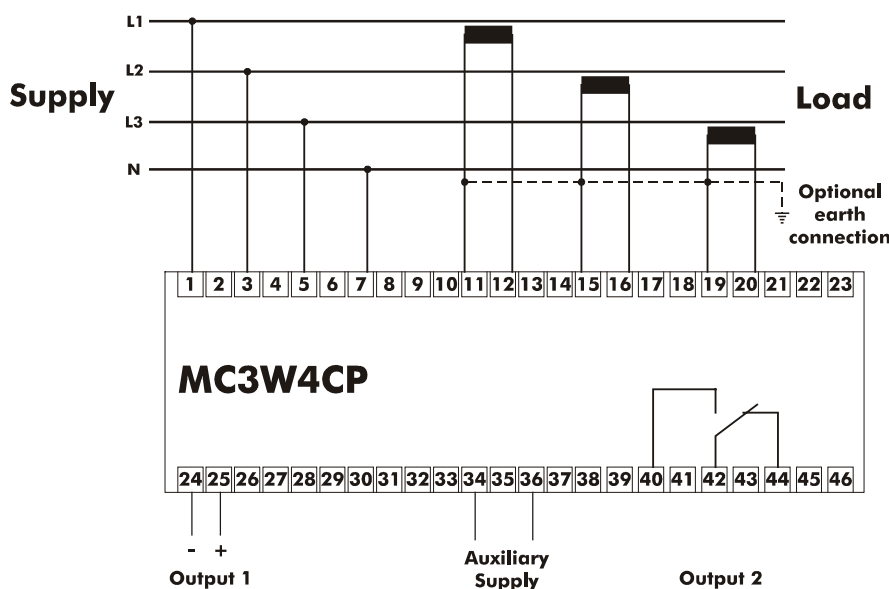 L1
L2
Supply
Load
L3
N
Optional
earth
connection
1 2 3 4 5 6 7 8 9 10 11 12 13 14 15 16 17 18 19 20 21 22 23
MC3W4CP
24 25 26 27 28 29 30 31 32 33 34 35 36 37 38 39 40 41 42 43 44 45 46
- +
Output 1
Auxiliary
Supply
Output 2